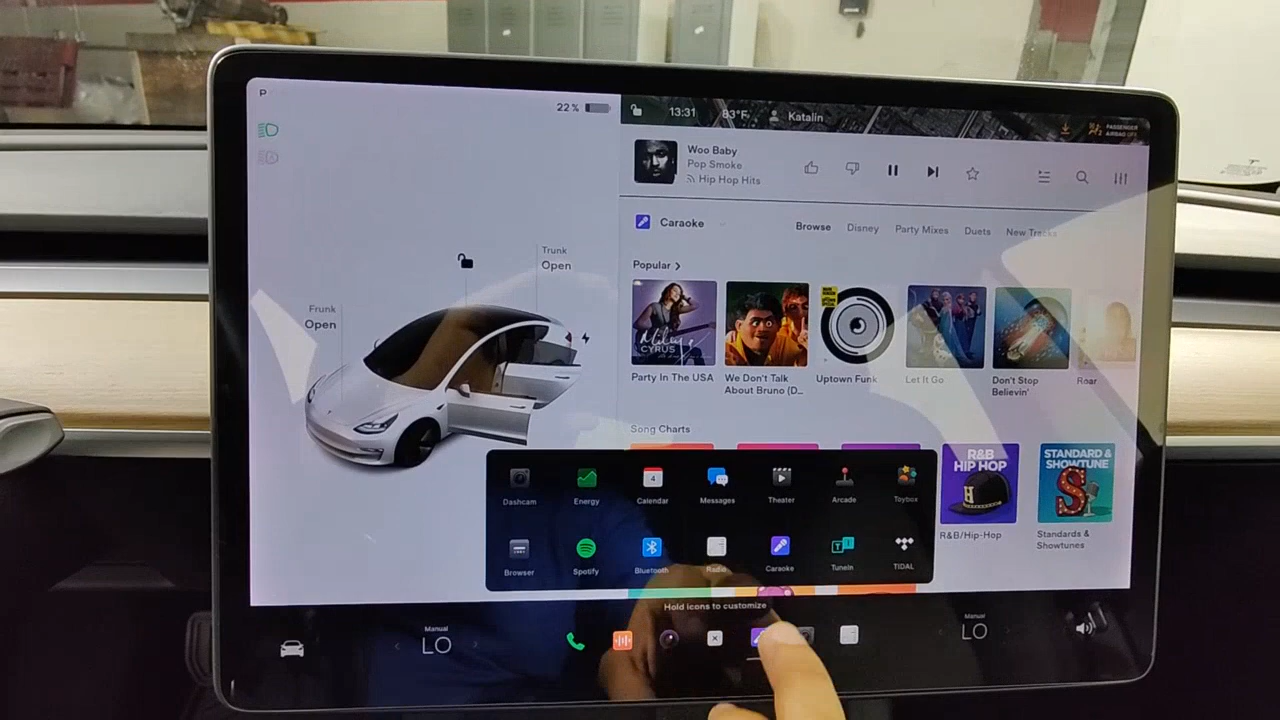 P
22 %
13:31
83°F
Katalin
PASSENGER
AIRBAG OFF
Woo Baby
Pop Smoke
Hip Hop Hits
Caraoke
Browse
Disney
Party Mixes
Duets
New Tracks
Trunk
Open
Frunk
Open
Popular >
MILEY
CYRUS
Party In The USA
We Don't Talk
About Bruno (D...
Uptown Funk
Let It Go
Don't Stop
Believin'
Roar
Song Charts
R&B
HIP HOP
H
R&B/Hip-Hop
STANDARD &
SHOWTUNE
S
Standards &
Showtunes
Dashcam
Energy
4
Calendar
Messages
Theater
Arcade
Toybox
Browser
Spotify
Bluetooth
Radio
Caraoke
TuneIn
TIDAL
Hold icons to customize
Manual
LO
Manual
LO